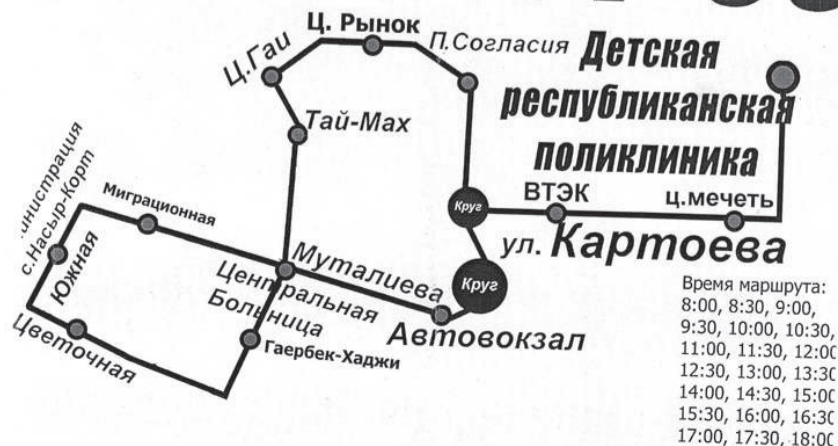 Ц. Рынок
Ц.Гаи
П.Согласия
Тай-Мах
Детская
республиканская
поликлиника
ВТЭК
ц.мечеть
Круг
ул. Картоева
Круг
с.Насыр-Корт
Миграционная
Южная
Цветочная
Муталиева
Центральная
Больница
Гаербек-Хаджи
Автовокзал
Время маршрута:
8:00, 8:30, 9:00,
9:30, 10:00, 10:30,
11:00, 11:30, 12:00
12:30, 13:00, 13:30
14:00, 14:30, 15:00
15:30, 16:00, 16:30
17:00, 17:30, 18:00